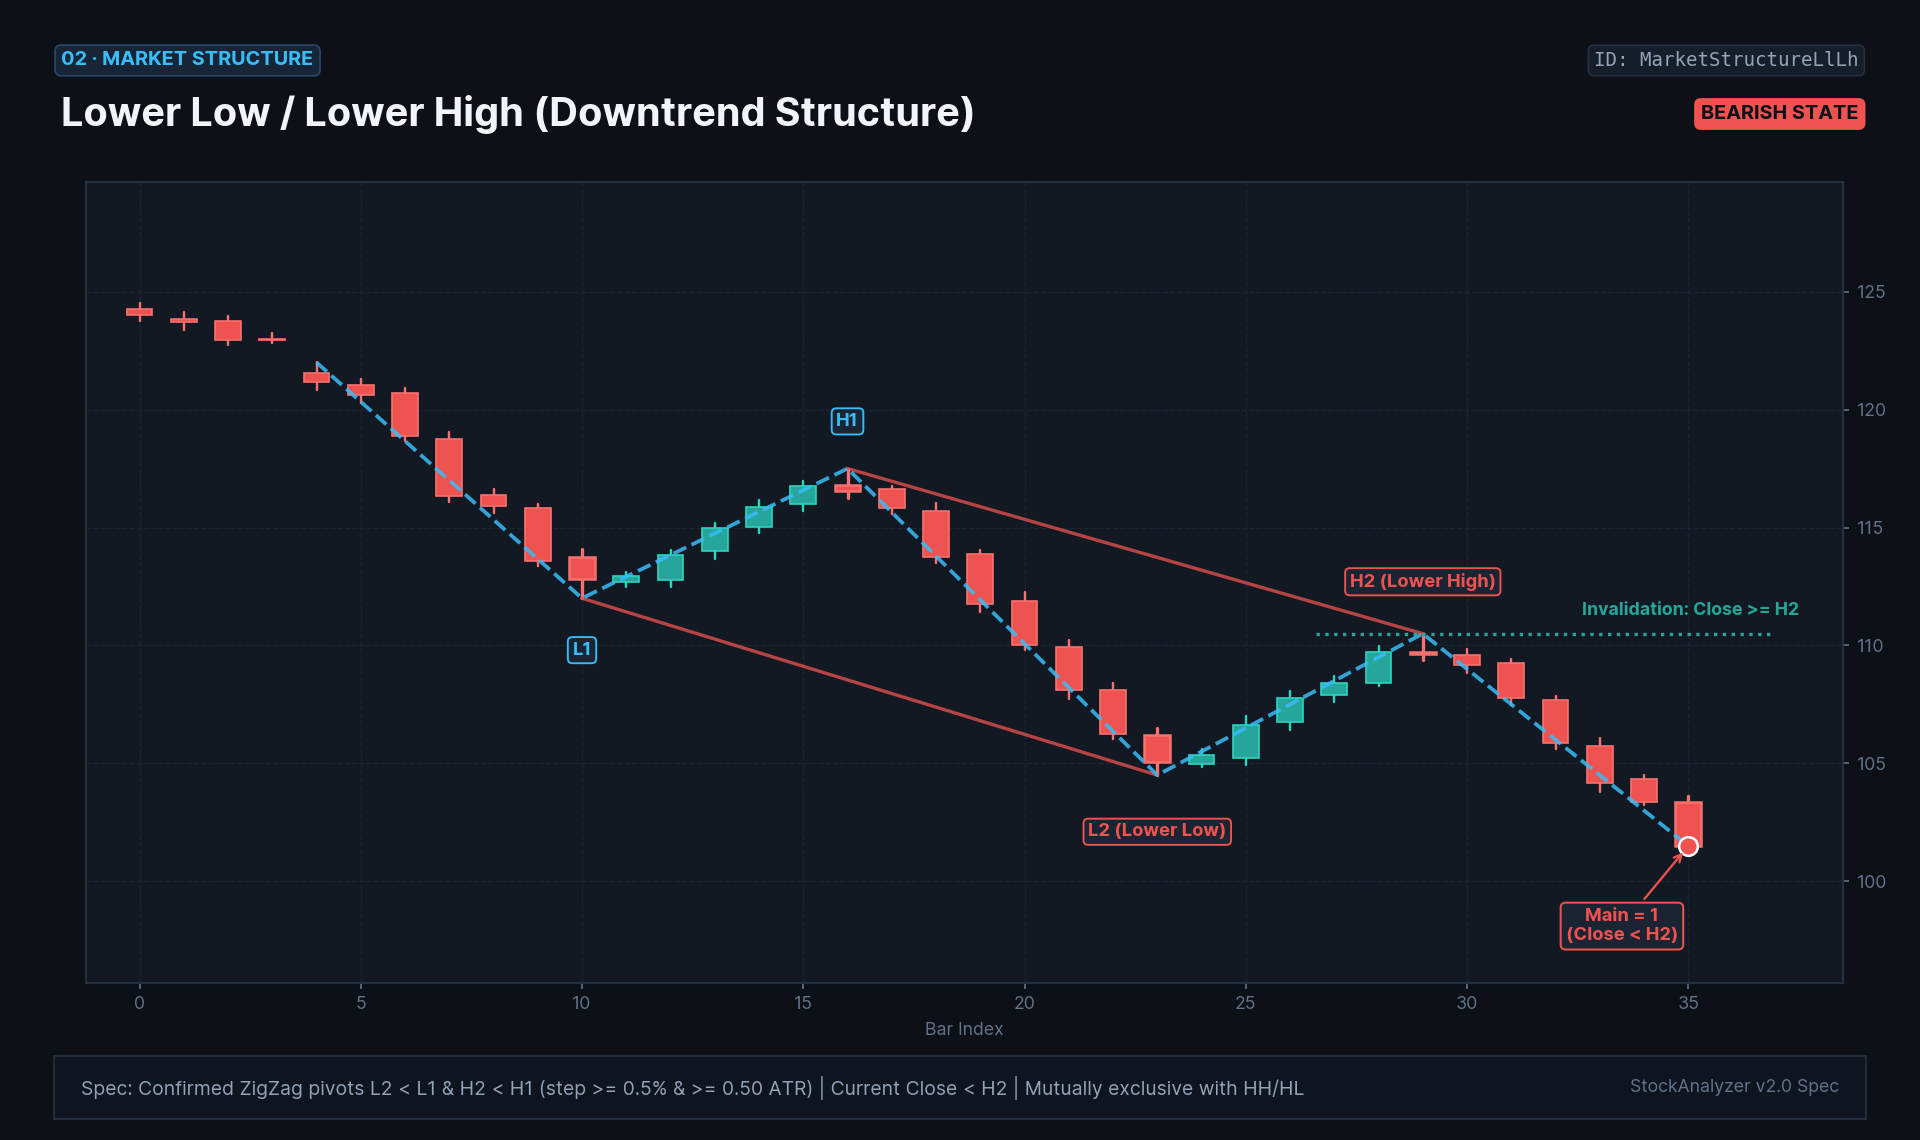 02 · MARKET STRUCTURE
ID: MarketStructureLlLh
Lower Low / Lower High (Downtrend Structure)
BEARISH STATE
125
120
H1
115
H2 (Lower High)
Invalidation: Close >= H2
L1
110
105
L2 (Lower Low)
100
Main = 1
(Close < H2)
0 5 10 15 20 25 30 35
Bar Index
Spec: Confirmed ZigZag pivots L2 < L1 & H2 < H1 (step >= 0.5% & >= 0.50 ATR) | Current Close < H2 | Mutually exclusive with HH/HL
StockAnalyzer v2.0 Spec